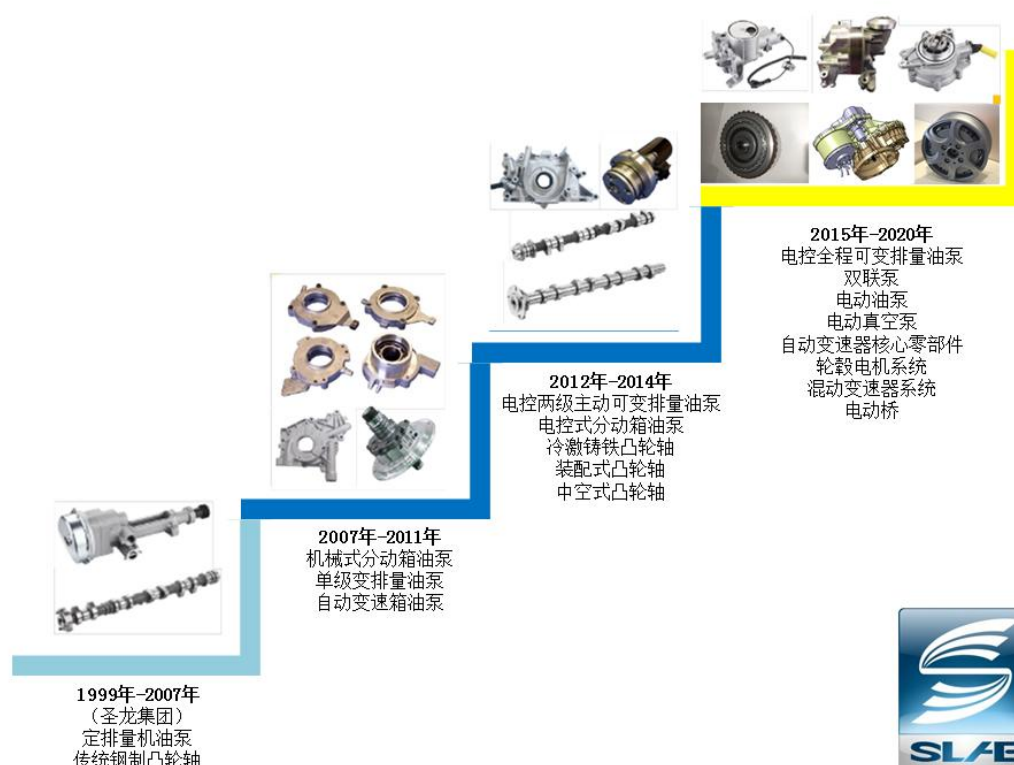 2015年-2020年
电控全程可变排量油泵
双联泵
电动油泵
电动真空泵
自动变速器核心零部件
轮毂电机系统
混动变速器系统
电动桥
2012年-2014年
电控两级主动可变排量油泵
电控式分动箱油泵
冷激铸铁凸轮轴
装配式凸轮轴
中空式凸轮轴
2007年-2011年
机械式分动箱油泵
单级变排量油泵
自动变速箱油泵
1999年-2007年
（圣龙集团）
定排量机油泵
传统钢制凸轮轴